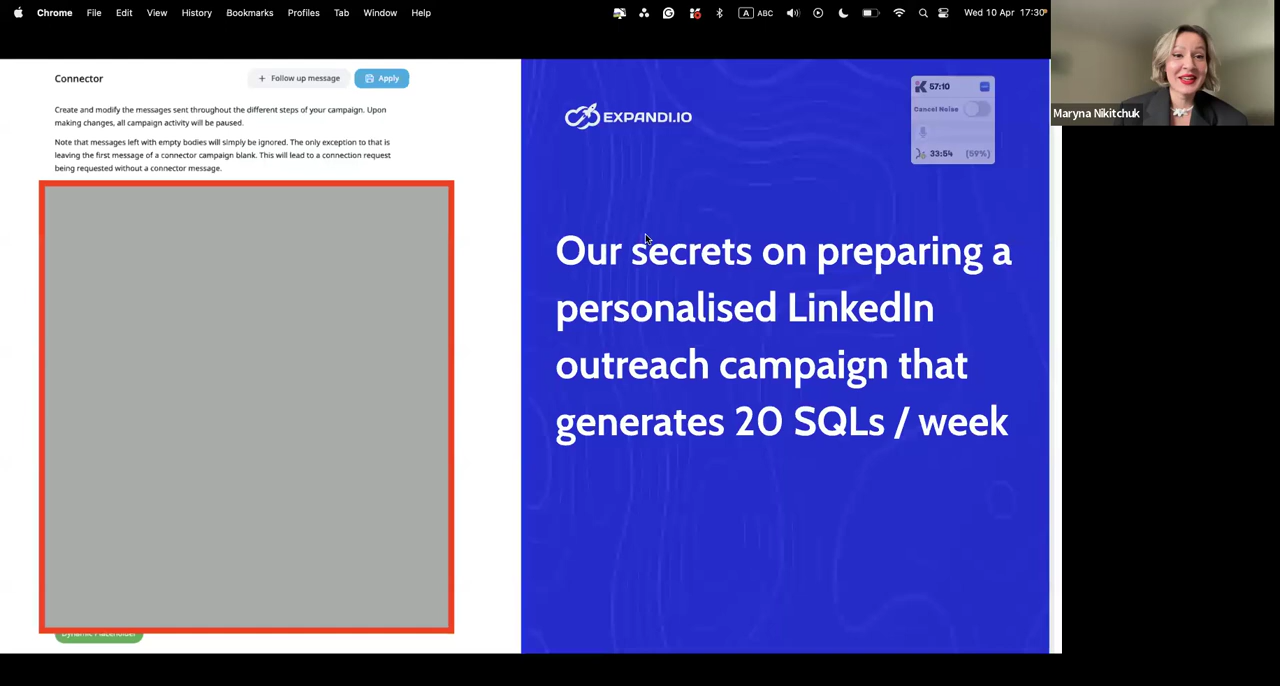 Chrome File Edit View History Bookmarks Profiles Tab Window Help
A ABC Wed 10 Apr 17:30
Connector
+ Follow up message
Apply
Create and modify the messages sent throughout the different steps of your campaign. Upon
making changes, all campaign activity will be paused.
Note that messages left with empty bodies will simply be ignored. The only exception to that is
leaving the first message of a connector campaign blank. This will lead to a connection request
being requested without a connector message.
Dynamic Placeholder
EXPANDI.IO
57:10
Cancel Noise
33:54 (59%)
Our secrets on preparing a
personalised LinkedIn
outreach campaign that
generates 20 SQLs / week
Maryna Nikitchuk